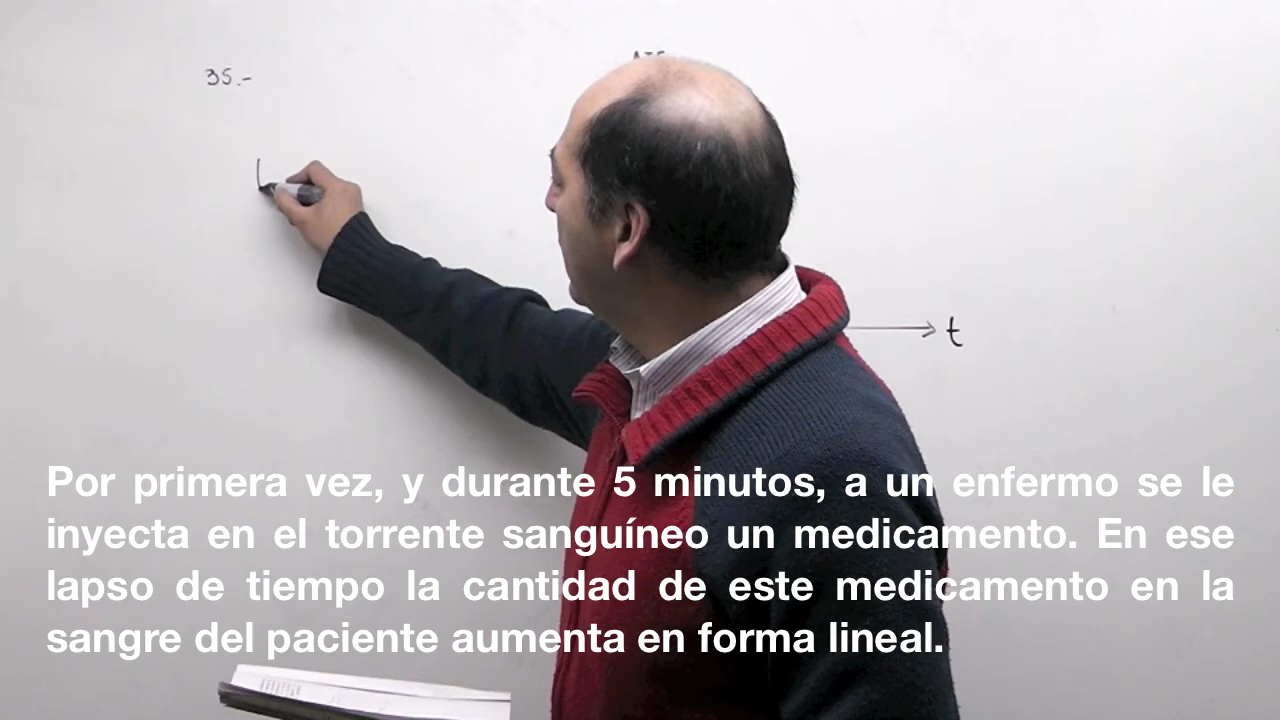 35.-
t
Por primera vez, y durante 5 minutos, a un enfermo se le
inyecta en el torrente sanguíneo un medicamento. En ese
lapso de tiempo la cantidad de este medicamento en la
sangre del paciente aumenta en forma lineal.